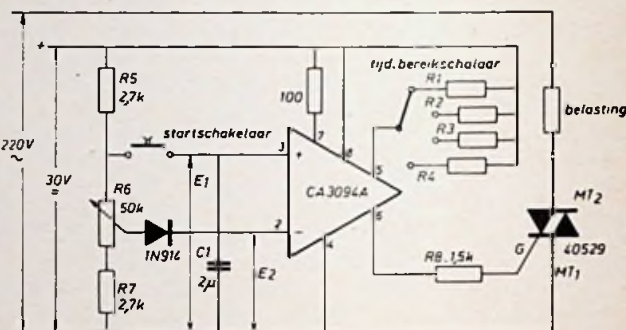 220V
~
+
30V
=
R5
2,7k
startschakelaar
R6
50k
1N914
R7
2,7k
E1
C1
2µ
E2
100
7
8
3
+
CA3094A
2
−
4
5
6
tijd.bereikschalaar
R1
R2
R3
R4
R8 1,5k
belasting
MT2
G
40529
MT1